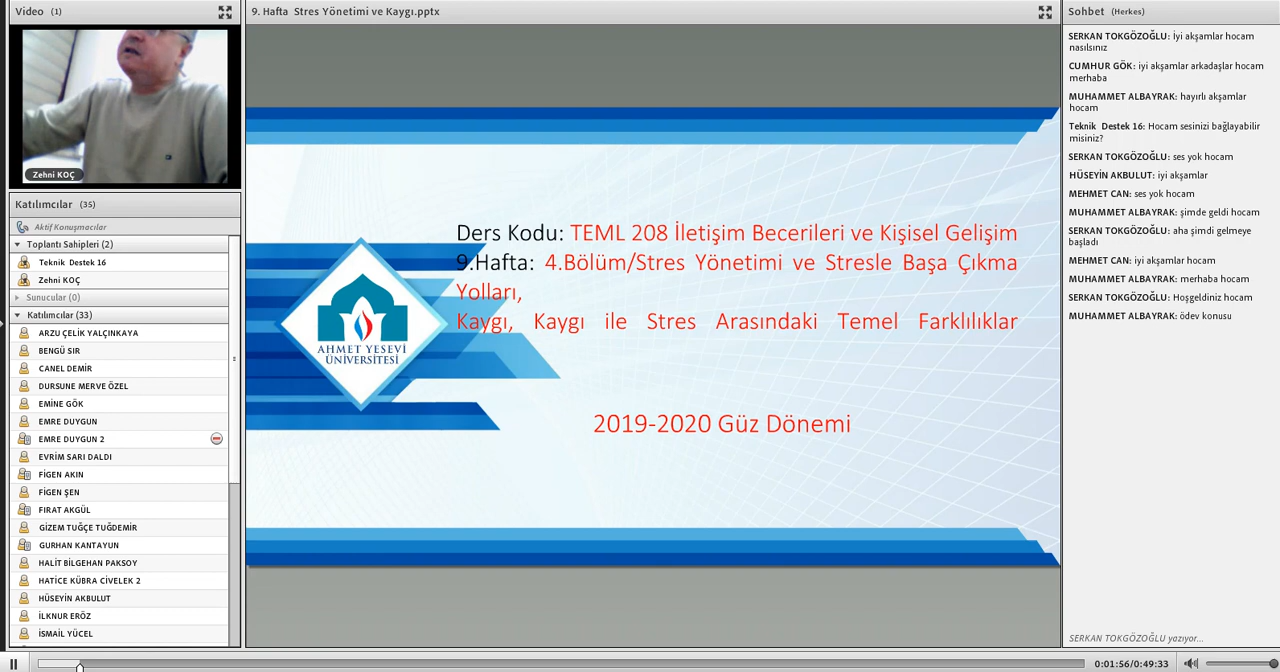 Video (1)
Zehni KOÇ
Katılımcılar (35)
Aktif Konuşmacılar
Toplantı Sahipleri (2)
Teknik Destek 16
Zehni KOÇ
Sunucular (0)
Katılımcılar (33)
ARZU ÇELİK YALÇINKAYA
BENGÜ SIR
CANEL DEMİR
DURSUNE MERVE ÖZEL
EMİNE GÖK
EMRE DUYGUN
EMRE DUYGUN 2
EVRİM SARI DALDI
FİGEN AKIN
FİGEN ŞEN
FIRAT AKGÜL
GİZEM TUĞÇE TUĞDEMİR
GURHAN KANTAYUN
HALİT BİLGEHAN PAKSOY
HATİCE KÜBRA CİVELEK 2
HÜSEYİN AKBULUT
İLKNUR ERÖZ
İSMAİL YÜCEL
9. Hafta Stres Yönetimi ve Kaygı.pptx
Ders Kodu: TEML 208 İletişim Becerileri ve Kişisel Gelişim
9.Hafta: 4.Bölüm/Stres Yönetimi ve Stresle Başa Çıkma
Yolları,
Kaygı, Kaygı ile Stres Arasındaki Temel Farklılıklar
AHMET YESEVİ
ÜNİVERSİTESİ
2019-2020 Güz Dönemi
Sohbet (Herkes)
SERKAN TOKGÖZOĞLU: İyi akşamlar hocam
nasılsınız
CUMHUR GÖK: iyi akşamlar arkadaşlar hocam
merhaba
MUHAMMET ALBAYRAK: hayırlı akşamlar
hocam
Teknik Destek 16: Hocam sesinizi bağlayabilir
misiniz?
SERKAN TOKGÖZOĞLU: ses yok hocam
HÜSEYİN AKBULUT: iyi akşamlar
MEHMET CAN: ses yok hocam
MUHAMMET ALBAYRAK: şimde geldi hocam
SERKAN TOKGÖZOĞLU: aha şimdi gelmeye
başladı
MEHMET CAN: iyi akşamlar hocam
MUHAMMET ALBAYRAK: merhaba hocam
SERKAN TOKGÖZOĞLU: Hoşgeldiniz hocam
MUHAMMET ALBAYRAK: ödev konusu
SERKAN TOKGÖZOĞLU yazıyor...
0:01:56/0:49:33